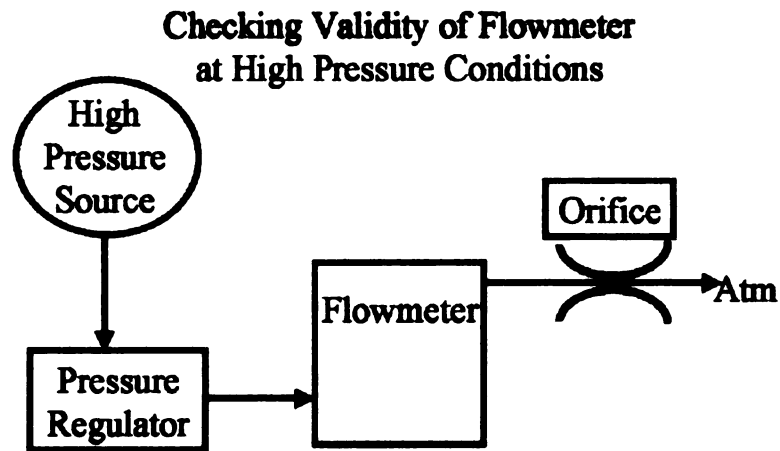 Checking Validity of Flowmeter
at High Pressure Conditions
High
Pressure
Source
Orifice
Atm
Flowmeter
Pressure
Regulator